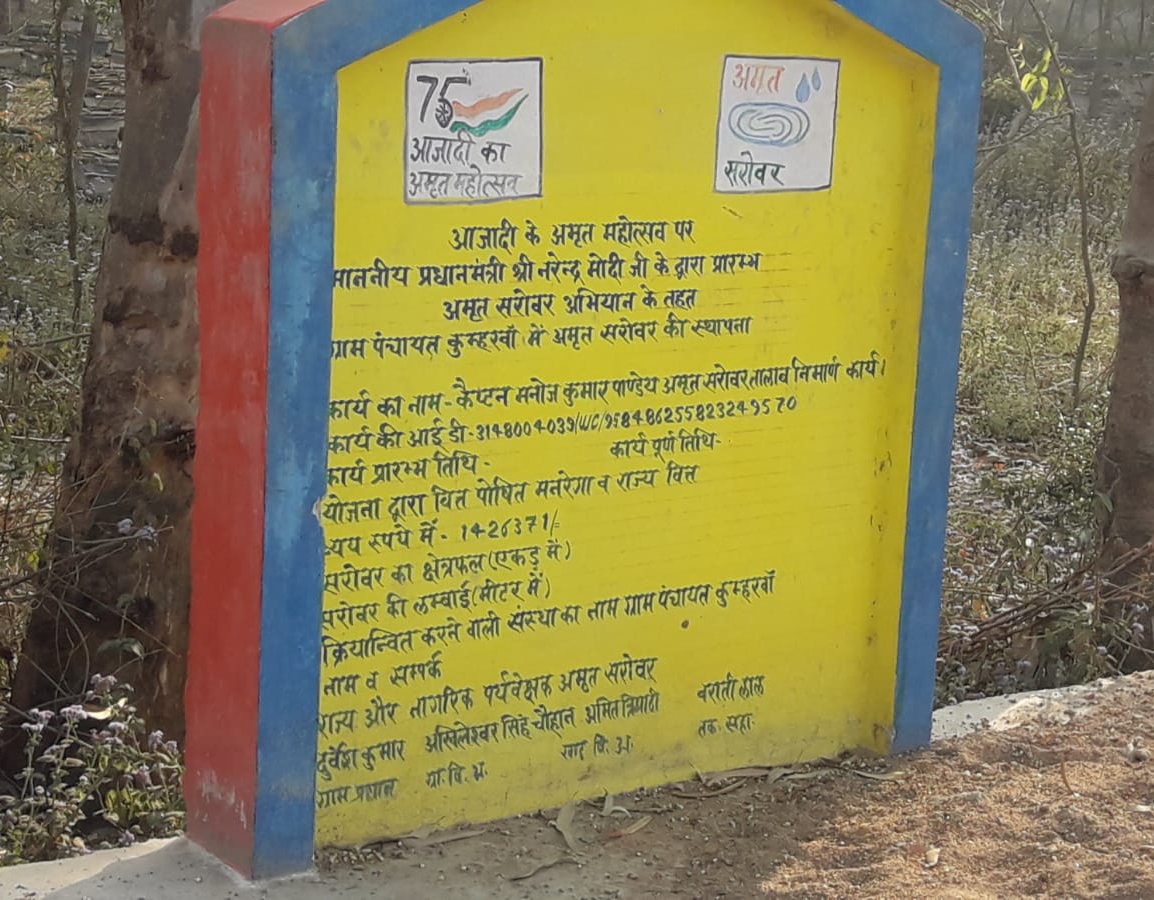 75
आजादी का
अमृत महोत्सव
अमृत
सरोवर
आजादी के अमृत महोत्सव पर
माननीय प्रधानमंत्री श्री नरेन्द्र मोदी जी के द्वारा प्रारम्भ
अमृत सरोवर अभियान के तहत
ग्राम पंचायत कुम्हरवॉ में अमृत सरोवर की स्थापना
कार्य का नाम - कैप्टन मनोज कुमार पाण्डेय अमृत सरोवर तालाब निमार्ण कार्य।
कार्य की आई डी - 3148004039/WC/958486255823249570
कार्य प्रारम्भ तिथि - कार्य पूर्ण तिथि-
योजना द्वारा वित्त पोषित मनरेगा व राज्य वित्त
व्यय रूपये में - 1426371/=
सरोवर का क्षेत्रफल (एकड़ में)
सरोवर की लम्बाई (मीटर में)
क्रियान्वित करने वाली संस्था का नाम ग्राम पंचायत कुम्हरवॉ
नाम व सम्पर्क
राज्य और नागरिक पर्यवेक्षक अमृत सरोवर
दुर्वेश कुमार अखिलेश्वर सिंह चौहान अमित त्रिपाठी बराती लाल
ग्राम प्रधान ग्रा. वि. अ. खण्ड वि. अ. तक. सहा.